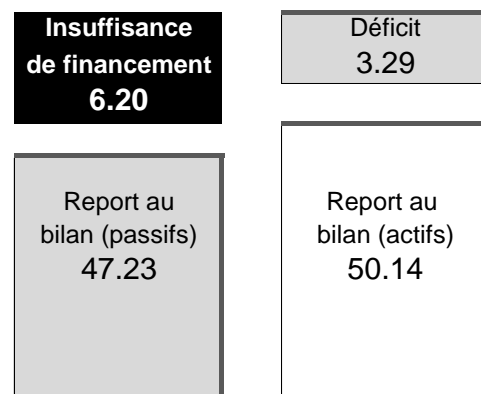 Insuffisance
de financement
6.20
Déficit
3.29
Report au
bilan (passifs)
47.23
Report au
bilan (actifs)
50.14